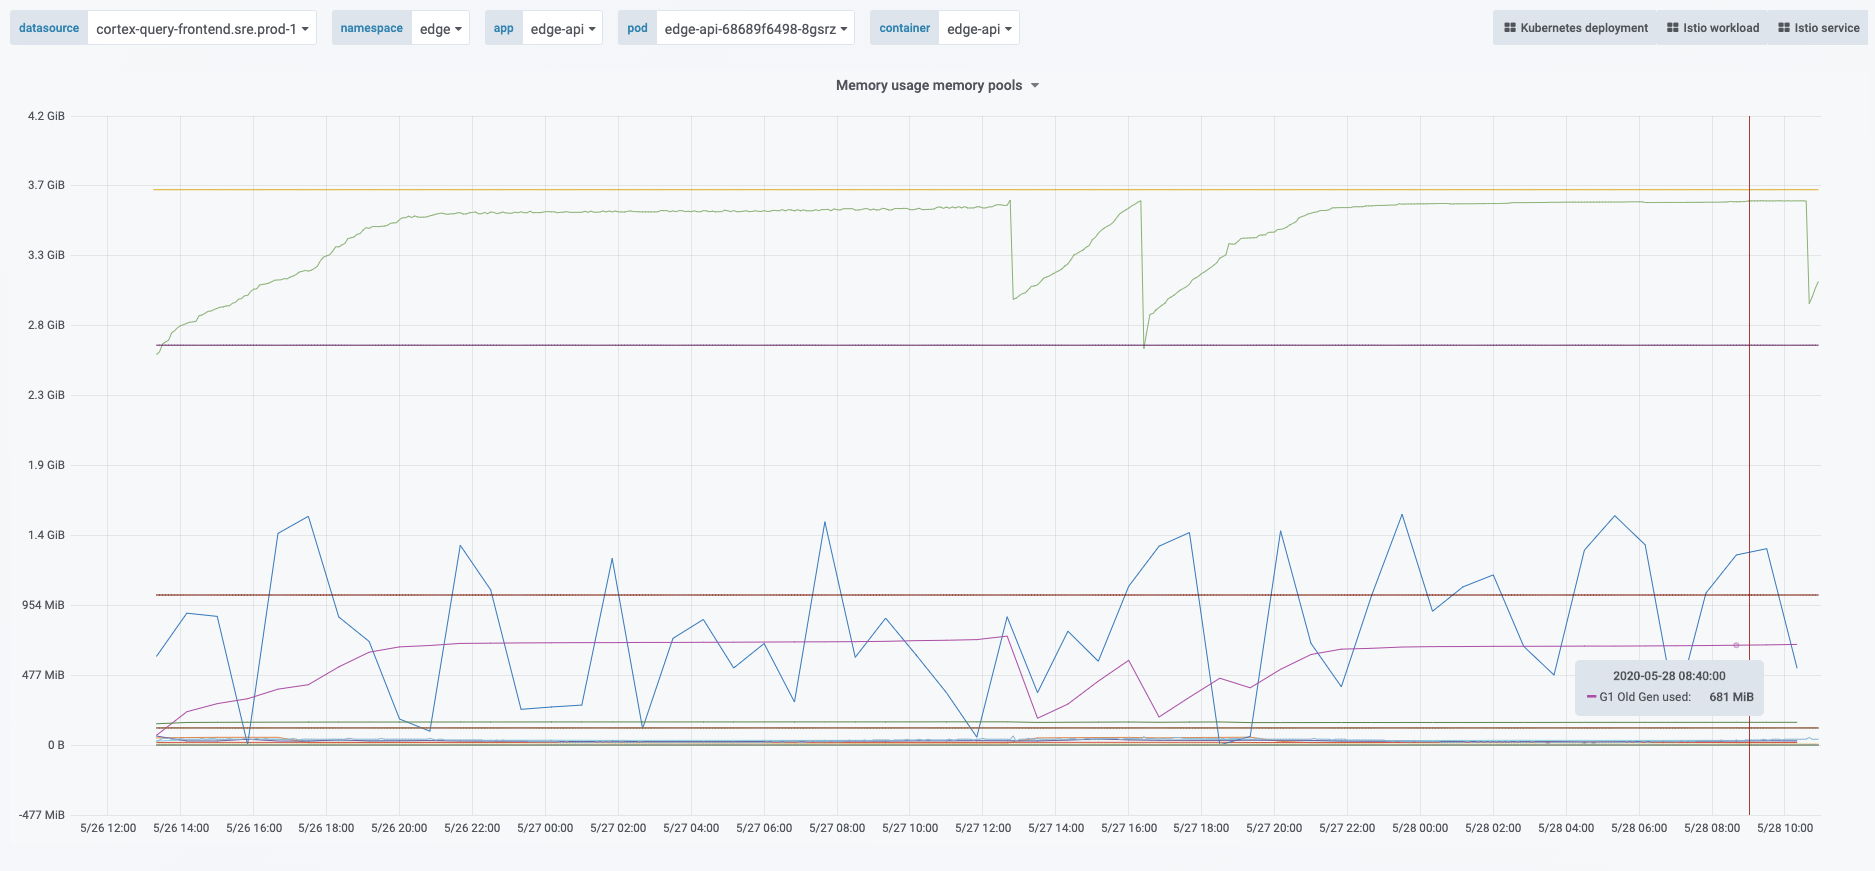 datasource cortex-query-frontend.sre.prod-1 namespace edge app edge-api pod edge-api-68689f6498-8gsrz container edge-api Kubernetes deployment Istio workload Istio service
Memory usage memory pools
4.2 GiB
3.7 GiB
3.3 GiB
2.8 GiB
2.3 GiB
1.9 GiB
1.4 GiB
954 MiB
477 MiB
0 B
-477 MiB
2020-05-28 08:40:00
G1 Old Gen used: 681 MiB
5/26 12:00 5/26 14:00 5/26 16:00 5/26 18:00 5/26 20:00 5/26 22:00 5/27 00:00 5/27 02:00 5/27 04:00 5/27 06:00 5/27 08:00 5/27 10:00 5/27 12:00 5/27 14:00 5/27 16:00 5/27 18:00 5/27 20:00 5/27 22:00 5/28 00:00 5/28 02:00 5/28 04:00 5/28 06:00 5/28 08:00 5/28 10:00